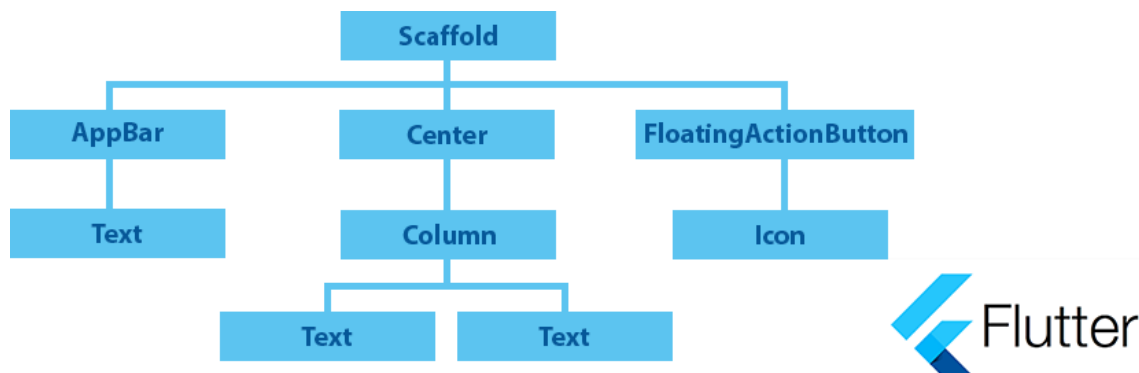 Scaffold
AppBar
Center
FloatingActionButton
Text
Column
Icon
Text
Text
Flutter